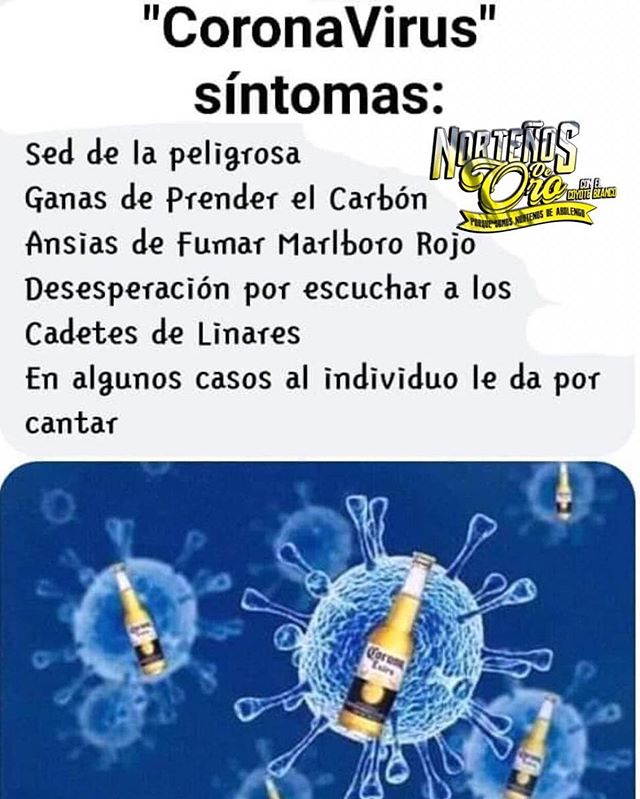 "CoronaVirus"
síntomas:
Sed de la peligrosa
Ganas de Prender el Carbón
Ansias de Fumar Marlboro Rojo
Desesperación por escuchar a los
Cadetes de Linares
En algunos casos al individuo le da por
cantar
NORTEÑOS
De
Oro
CON E
COYOTE BLANCO
PORQUE SOMOS NORTEÑOS DE ABOLENGO
Corona
Extra
Corona
Corona